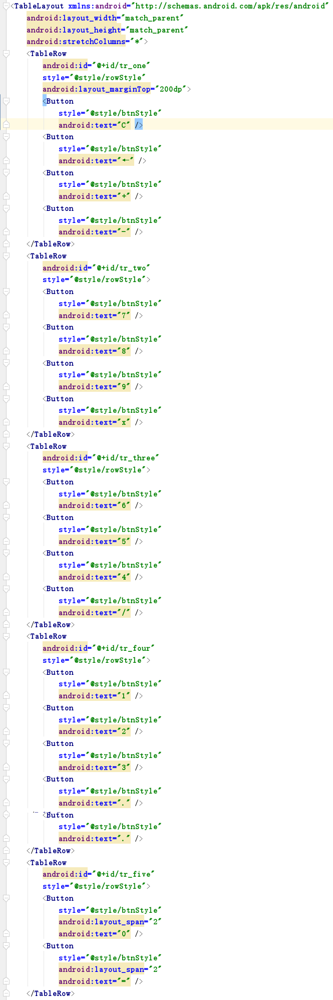 <TableLayout xmlns:android="http://schemas.android.com/apk/res/android"
    android:layout_width="match_parent"
    android:layout_height="match_parent"
    android:stretchColumns="*">
    <TableRow
        android:id="@+id/tr_one"
        style="@style/rowStyle"
        android:layout_marginTop="200dp">
        <Button
            style="@style/btnStyle"
            android:text="C" />
        <Button
            style="@style/btnStyle"
            android:text="←" />
        <Button
            style="@style/btnStyle"
            android:text="+" />
        <Button
            style="@style/btnStyle"
            android:text="-" />
    </TableRow>
    <TableRow
        android:id="@+id/tr_two"
        style="@style/rowStyle">
        <Button
            style="@style/btnStyle"
            android:text="7" />
        <Button
            style="@style/btnStyle"
            android:text="8" />
        <Button
            style="@style/btnStyle"
            android:text="9" />
        <Button
            style="@style/btnStyle"
            android:text="x" />
    </TableRow>
    <TableRow
        android:id="@+id/tr_three"
        style="@style/rowStyle">
        <Button
            style="@style/btnStyle"
            android:text="6" />
        <Button
            style="@style/btnStyle"
            android:text="5" />
        <Button
            style="@style/btnStyle"
            android:text="4" />
        <Button
            style="@style/btnStyle"
            android:text="/" />
    </TableRow>
    <TableRow
        android:id="@+id/tr_four"
        style="@style/rowStyle">
        <Button
            style="@style/btnStyle"
            android:text="1" />
        <Button
            style="@style/btnStyle"
            android:text="2" />
        <Button
            style="@style/btnStyle"
            android:text="3" />
        <Button
            style="@style/btnStyle"
            android:text="." />
        <Button
            style="@style/btnStyle"
            android:text="." />
    </TableRow>
    <TableRow
        android:id="@+id/tr_five"
        style="@style/rowStyle">
        <Button
            style="@style/btnStyle"
            android:layout_span="2"
            android:text="0" />
        <Button
            style="@style/btnStyle"
            android:layout_span="2"
            android:text="=" />
    </TableRow>